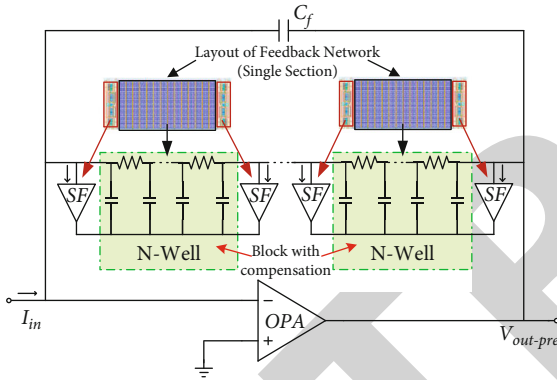 C_f
Layout of Feedback Network
(Single Section)
SF
SF
SF
SF
N-Well
Block with
compensation
N-Well
I_in
−
+
OPA
V_out-pre